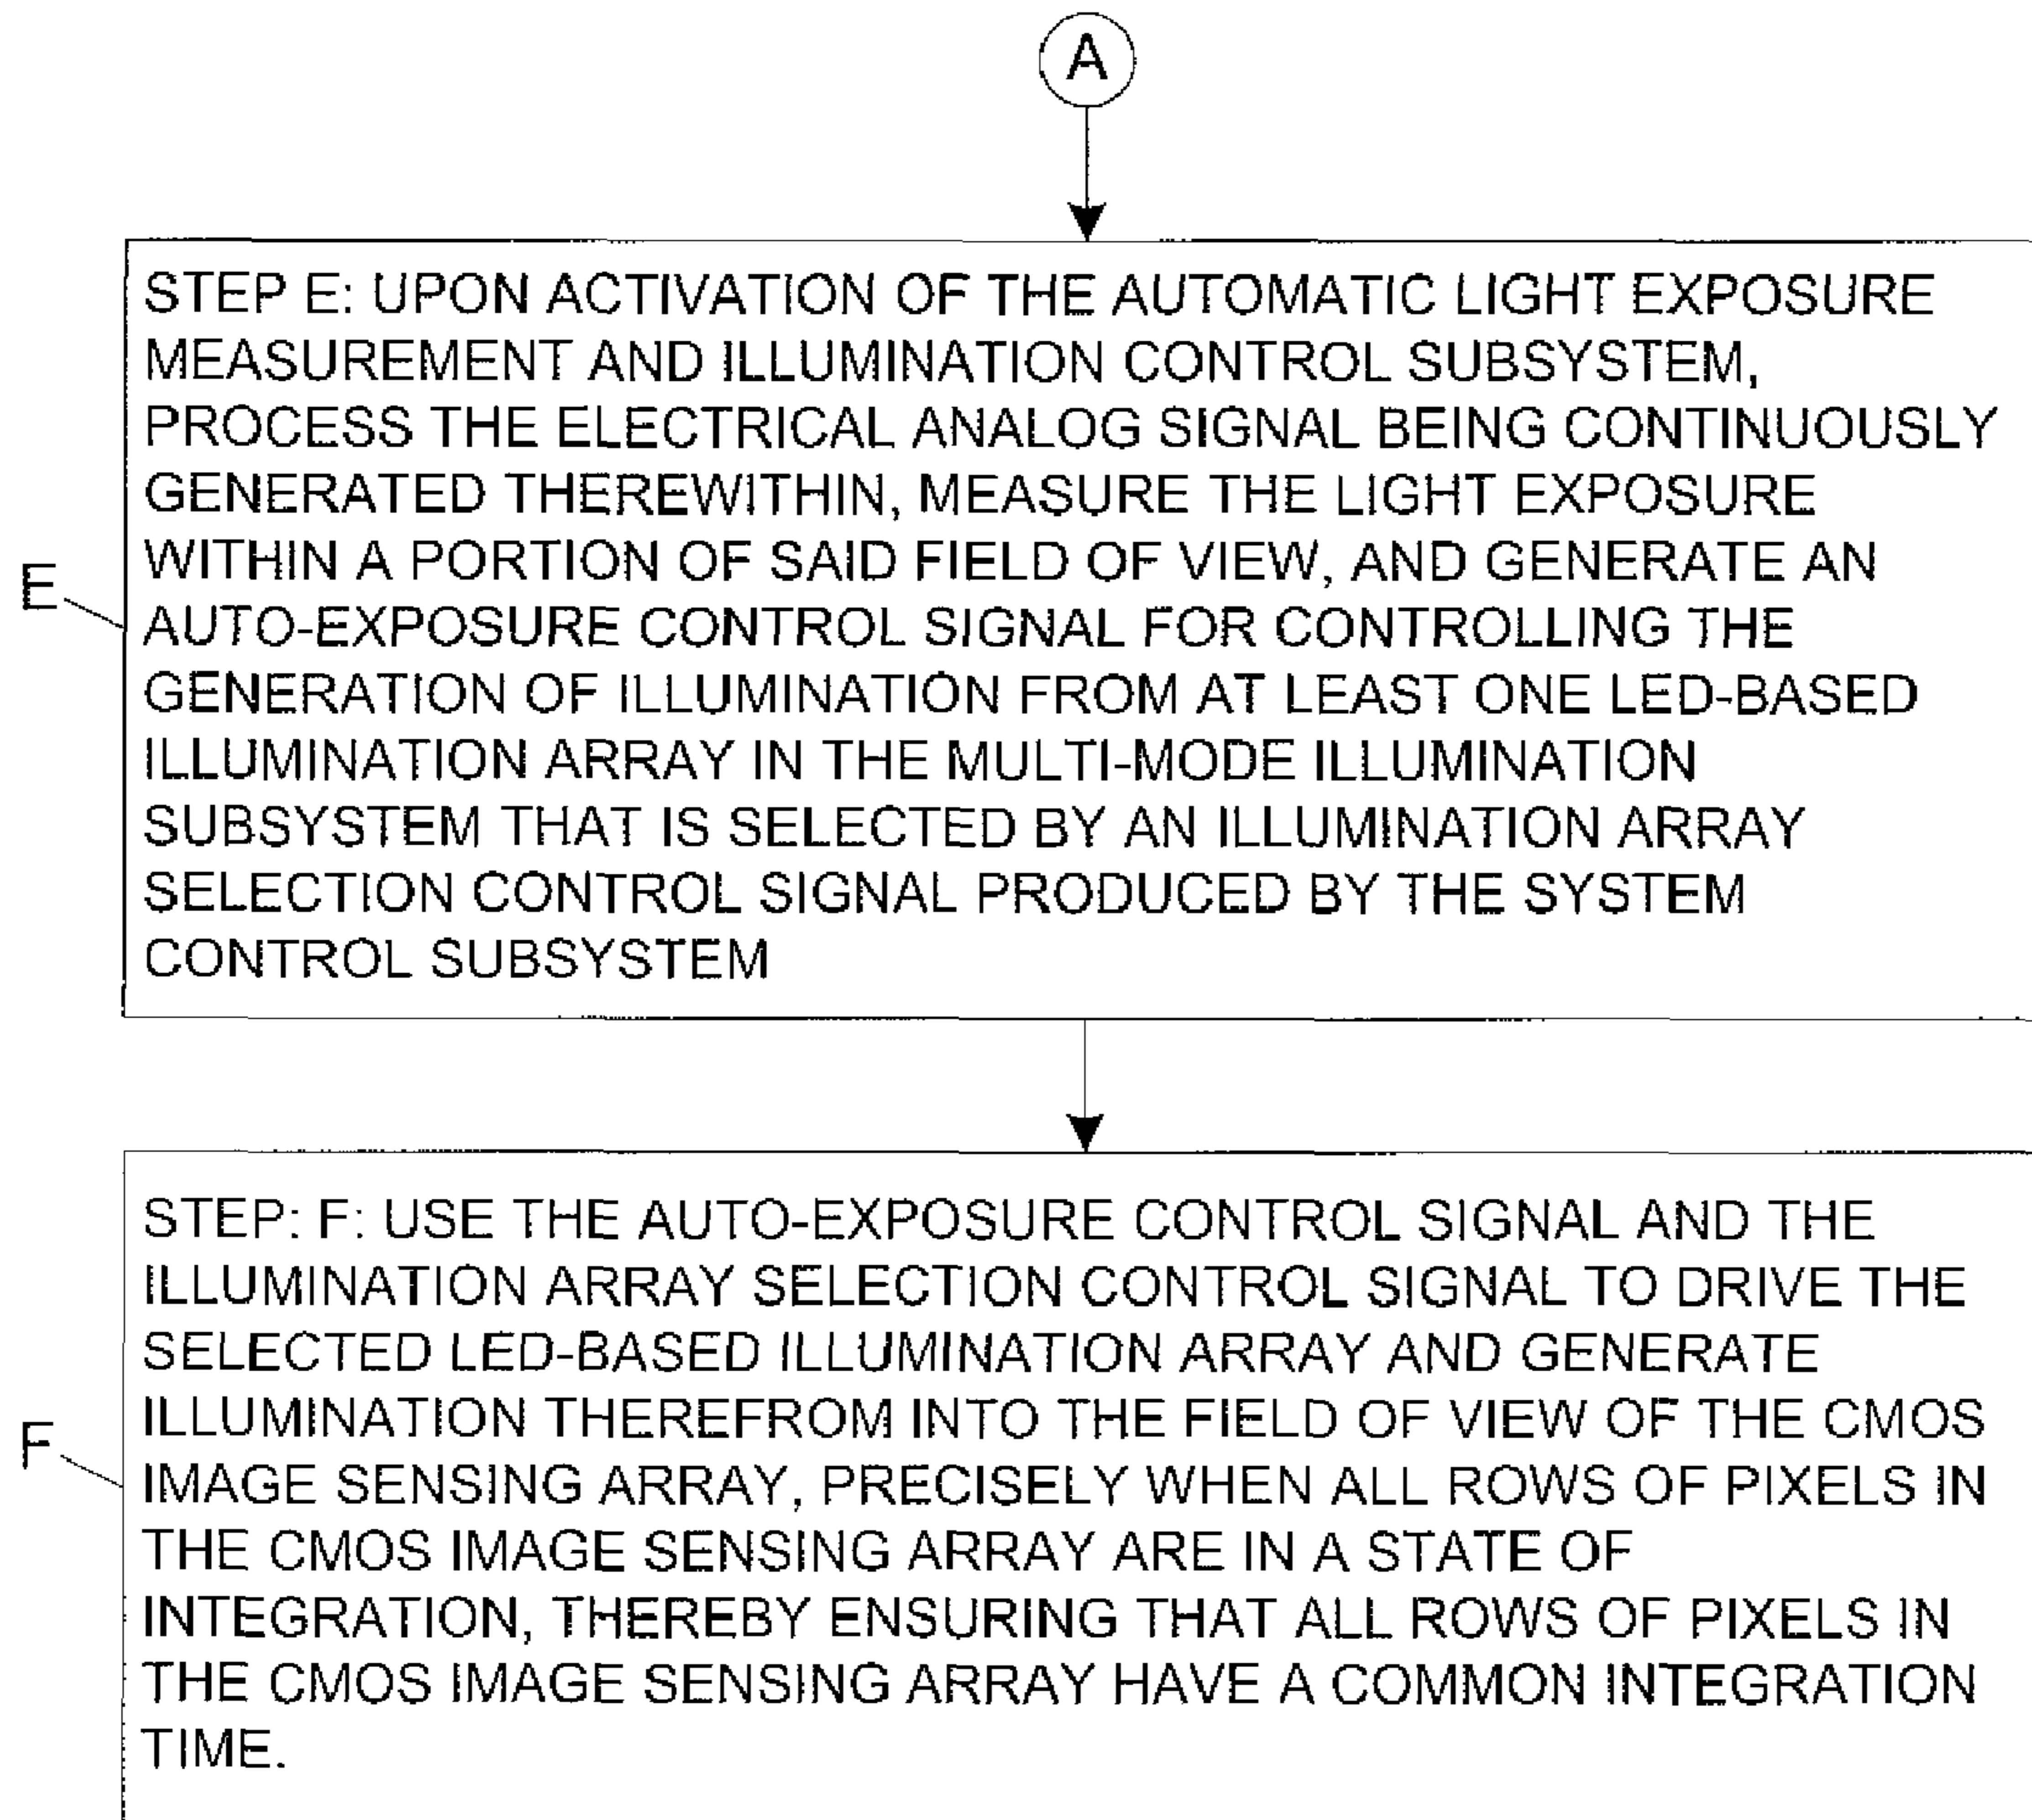 A
STEP E: UPON ACTIVATION OF THE AUTOMATIC LIGHT EXPOSURE
MEASUREMENT AND ILLUMINATION CONTROL SUBSYSTEM,
PROCESS THE ELECTRICAL ANALOG SIGNAL BEING CONTINUOUSLY
GENERATED THEREWITHIN, MEASURE THE LIGHT EXPOSURE
WITHIN A PORTION OF SAID FIELD OF VIEW, AND GENERATE AN
E
AUTO-EXPOSURE CONTROL SIGNAL FOR CONTROLLING THE
GENERATION OF ILLUMINATION FROM AT LEAST ONE LED-BASED
ILLUMINATION ARRAY IN THE MULTI-MODE ILLUMINATION
SUBSYSTEM THAT IS SELECTED BY AN ILLUMINATION ARRAY
SELECTION CONTROL SIGNAL PRODUCED BY THE SYSTEM
CONTROL SUBSYSTEM
STEP: F: USE THE AUTO-EXPOSURE CONTROL SIGNAL AND THE
ILLUMINATION ARRAY SELECTION CONTROL SIGNAL TO DRIVE THE
SELECTED LED-BASED ILLUMINATION ARRAY AND GENERATE
ILLUMINATION THEREFROM INTO THE FIELD OF VIEW OF THE CMOS
F
IMAGE SENSING ARRAY, PRECISELY WHEN ALL ROWS OF PIXELS IN
THE CMOS IMAGE SENSING ARRAY ARE IN A STATE OF
INTEGRATION, THEREBY ENSURING THAT ALL ROWS OF PIXELS IN
THE CMOS IMAGE SENSING ARRAY HAVE A COMMON INTEGRATION
TIME.